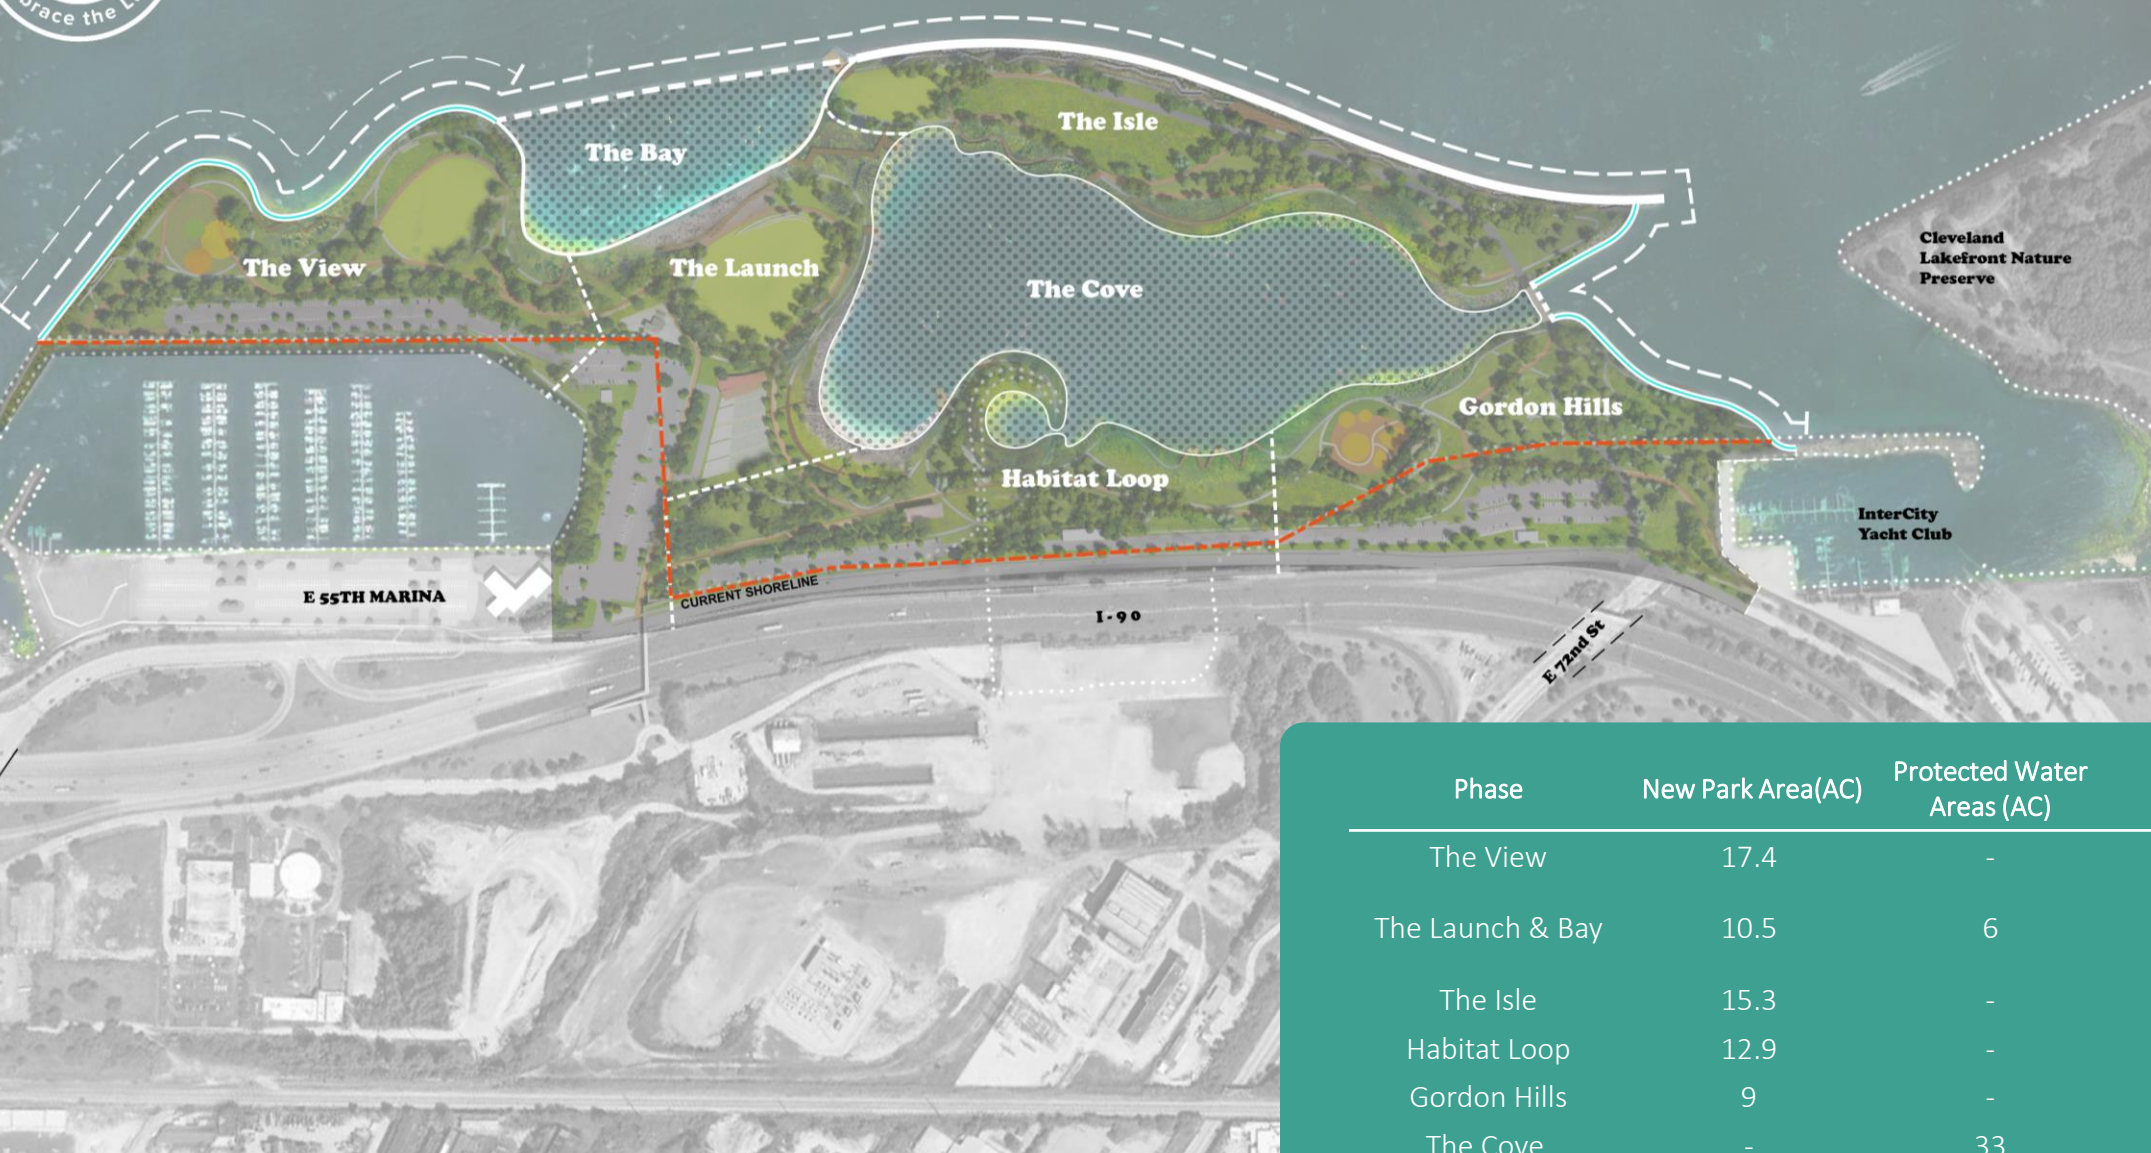 brace the
The Isle
The Bay
The View
The Launch
The Cove
Cleveland
Lakefront Nature
Preserve
Gordon Hills
Habitat Loop
InterCity
Yacht Club
E 55TH MARINA
CURRENT SHORELINE
I-90
E 72nd St
Phase New Park Area(AC) Protected Water
Areas (AC)
The View 17.4 -
The Launch & Bay 10.5 6
The Isle 15.3 -
Habitat Loop 12.9 -
Gordon Hills 9 -
The Cove - 33